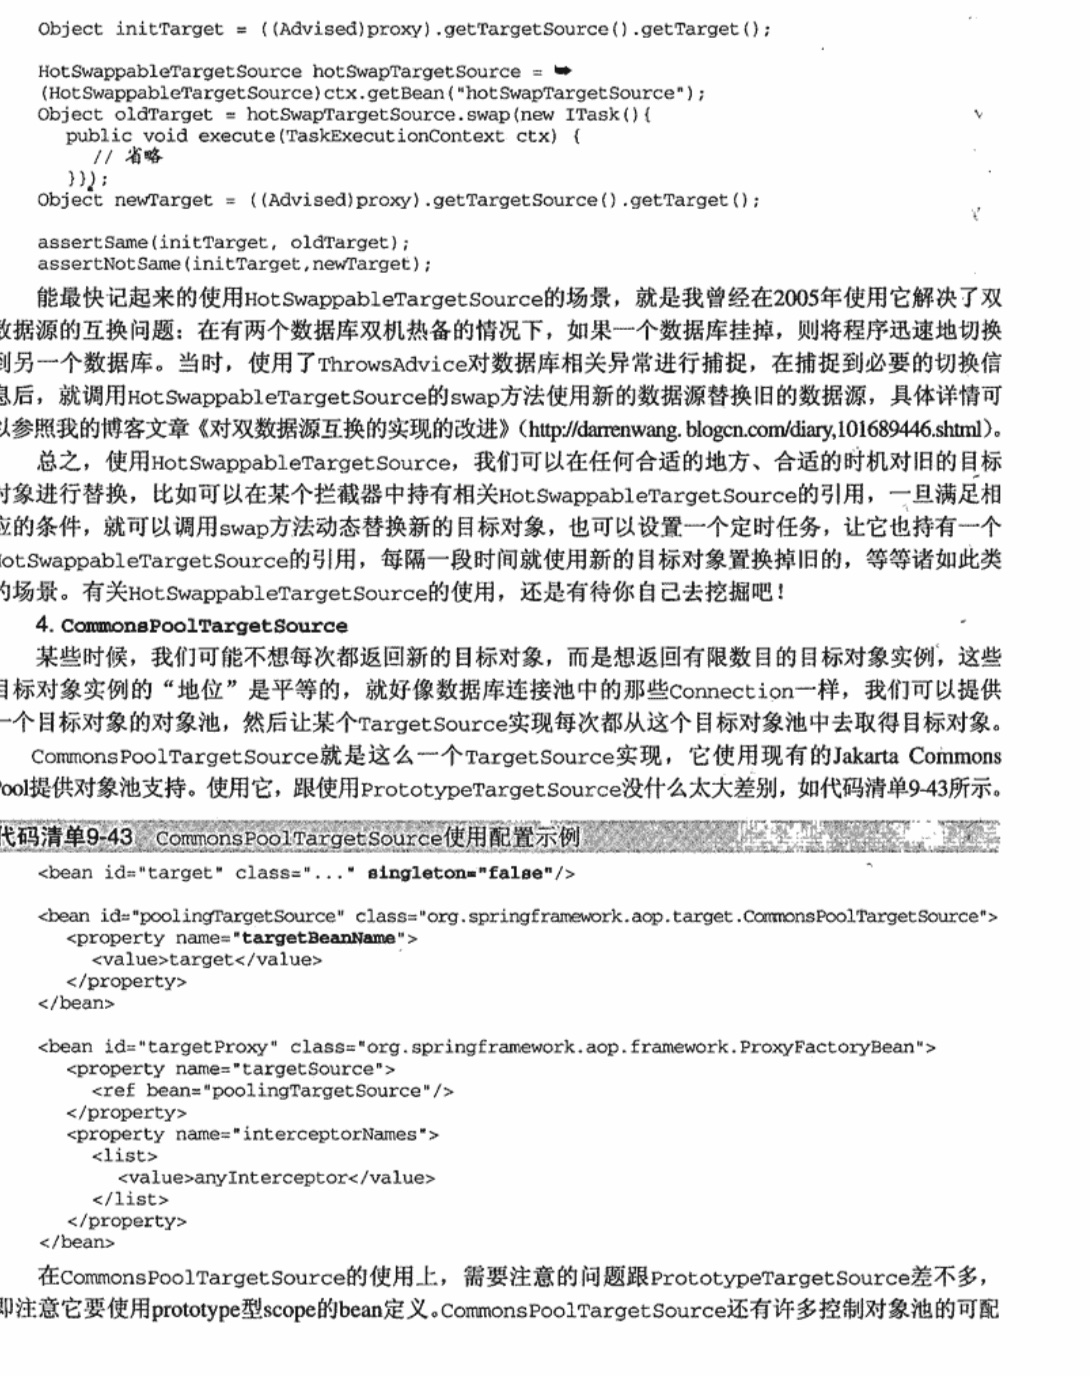 Object initTarget = ((Advised)proxy).getTargetSource().getTarget();
HotSwappableTargetSource hotSwapTargetSource = ➥
(HotSwappableTargetSource)ctx.getBean("hotSwapTargetSource");
Object oldTarget = hotSwapTargetSource.swap(new ITask(){
public void execute(TaskExecutionContext ctx) {
// 省略
}}));
Object newTarget = ((Advised)proxy).getTargetSource().getTarget();
assertSame(initTarget, oldTarget);
assertNotSame(initTarget,newTarget);
能最快记起来的使用HotSwappableTargetSource的场景，就是我曾经在2005年使用它解决了双
数据源的互换问题：在有两个数据库双机热备的情况下，如果一个数据库挂掉，则将程序迅速地切换
到另一个数据库。当时，使用了ThrowsAdvice对数据库相关异常进行捕捉，在捕捉到必要的切换信
息后，就调用HotSwappableTargetSource的swap方法使用新的数据源替换旧的数据源，具体详情可
以参照我的博客文章《对双数据源互换的实现的改进》（http://darrenwang.blogcn.com/diary,101689446.shtml）。
总之，使用HotSwappableTargetSource，我们可以在任何合适的地方、合适的时机对旧的目标
对象进行替换，比如可以在某个拦截器中持有相关HotSwappableTargetSource的引用，一旦满足相
应的条件，就可以调用swap方法动态替换新的目标对象，也可以设置一个定时任务，让它也持有一个
HotSwappableTargetSource的引用，每隔一段时间就使用新的目标对象置换掉旧的，等等诸如此类
的场景。有关HotSwappableTargetSource的使用，还是有待你自己去挖掘吧！
4. CommonsPoolTargetSource
某些时候，我们可能不想每次都返回新的目标对象，而是想返回有限数目的目标对象实例，这些
目标对象实例的“地位”是平等的，就好像数据库连接池中的那些Connection一样，我们可以提供
一个目标对象的对象池，然后让某个TargetSource实现每次都从这个目标对象池中去取得目标对象。
CommonsPoolTargetSource就是这么一个TargetSource实现，它使用现有的Jakarta Commons
Pool提供对象池支持。使用它，跟使用PrototypeTargetSource没什么太大差别，如代码清单9-43所示。
代码清单9-43 CommonsPoolTargetSource使用配置示例
<bean id="target" class="..." singleton="false"/>
<bean id="poolingTargetSource" class="org.springframework.aop.target.CommonsPoolTargetSource">
<property name="targetBeanName">
<value>target</value>
</property>
</bean>
<bean id="targetProxy" class="org.springframework.aop.framework.ProxyFactoryBean">
<property name="targetSource">
<ref bean="poolingTargetSource"/>
</property>
<property name="interceptorNames">
<list>
<value>anyInterceptor</value>
</list>
</property>
</bean>
在CommonsPoolTargetSource的使用上，需要注意的问题跟PrototypeTargetSource差不多，
即注意它要使用prototype型scope的bean定义。CommonsPoolTargetSource还有许多控制对象池的可配